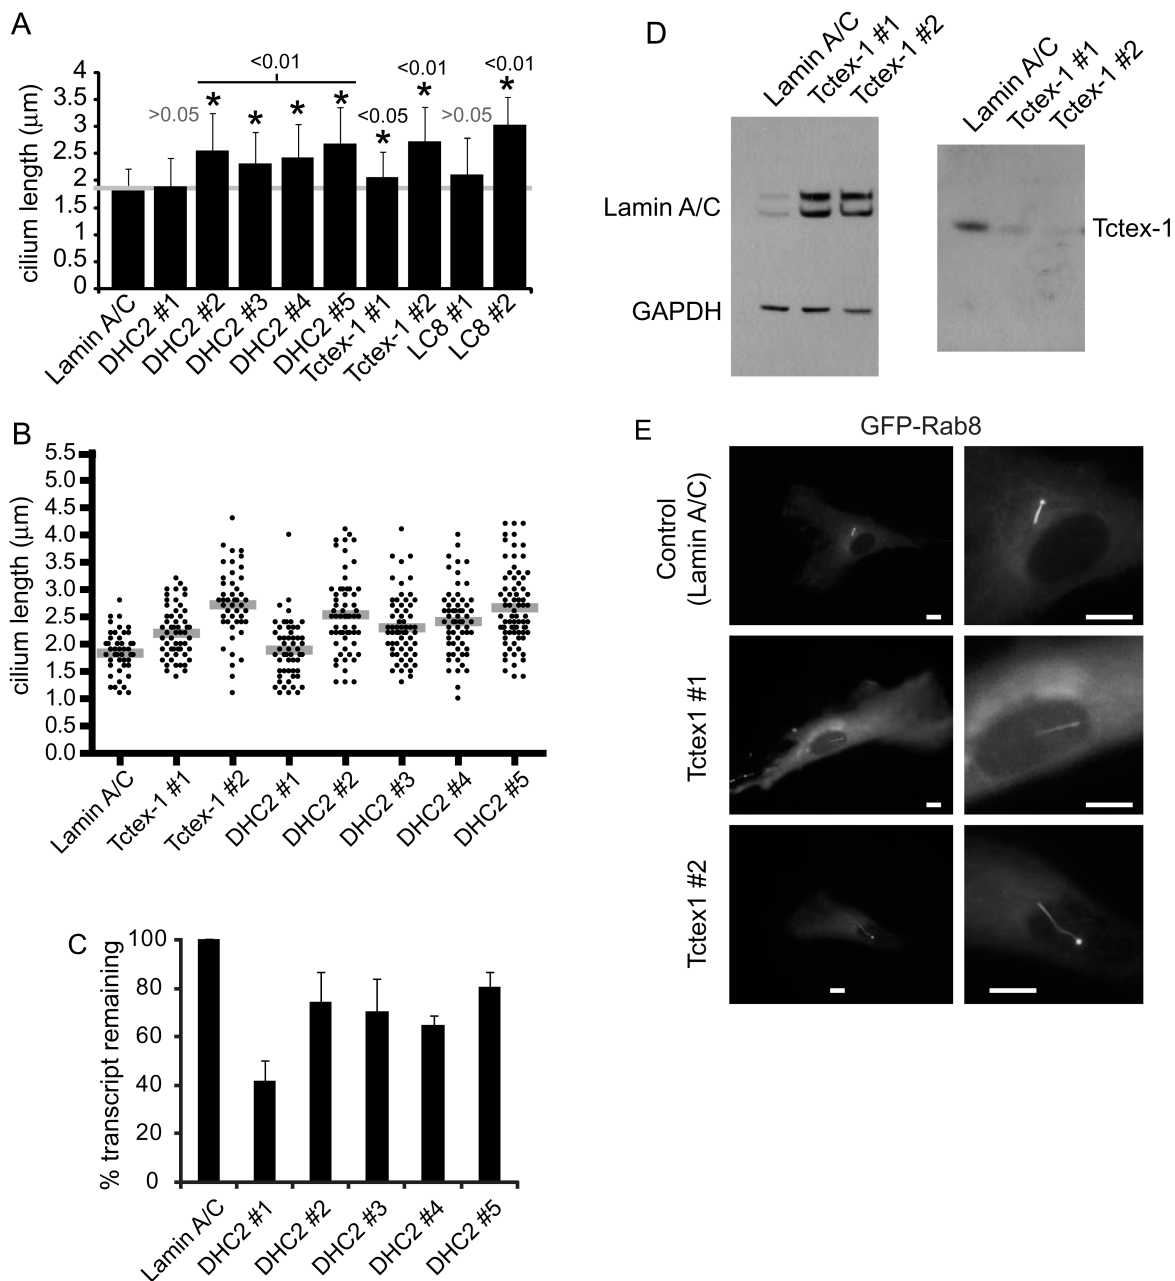 A
cilium length (μm)
4
3.5
3
2.5
2
1.5
1
0.5
0
>0.05
<0.01
<0.05
<0.01
>0.05
<0.01
*
*
*
*
*
*
*
Lamin A/C
DHC2 #1
DHC2 #2
DHC2 #3
DHC2 #4
DHC2 #5
Tctex-1 #1
Tctex-1 #2
LC8 #1
LC8 #2
B
cilium length (μm)
5.5
5.0
4.5
4.0
3.5
3.0
2.5
2.0
1.5
1.0
0.5
0.0
Lamin A/C
Tctex-1 #1
Tctex-1 #2
DHC2 #1
DHC2 #2
DHC2 #3
DHC2 #4
DHC2 #5
C
% transcript remaining
100
80
60
40
20
0
Lamin A/C
DHC2 #1
DHC2 #2
DHC2 #3
DHC2 #4
DHC2 #5
D
Lamin A/C
Tctex-1 #1
Tctex-1 #2
Lamin A/C
GAPDH
Lamin A/C
Tctex-1 #1
Tctex-1 #2
Tctex-1
E
GFP-Rab8
Control
(Lamin A/C)
Tctex1 #1
Tctex1 #2